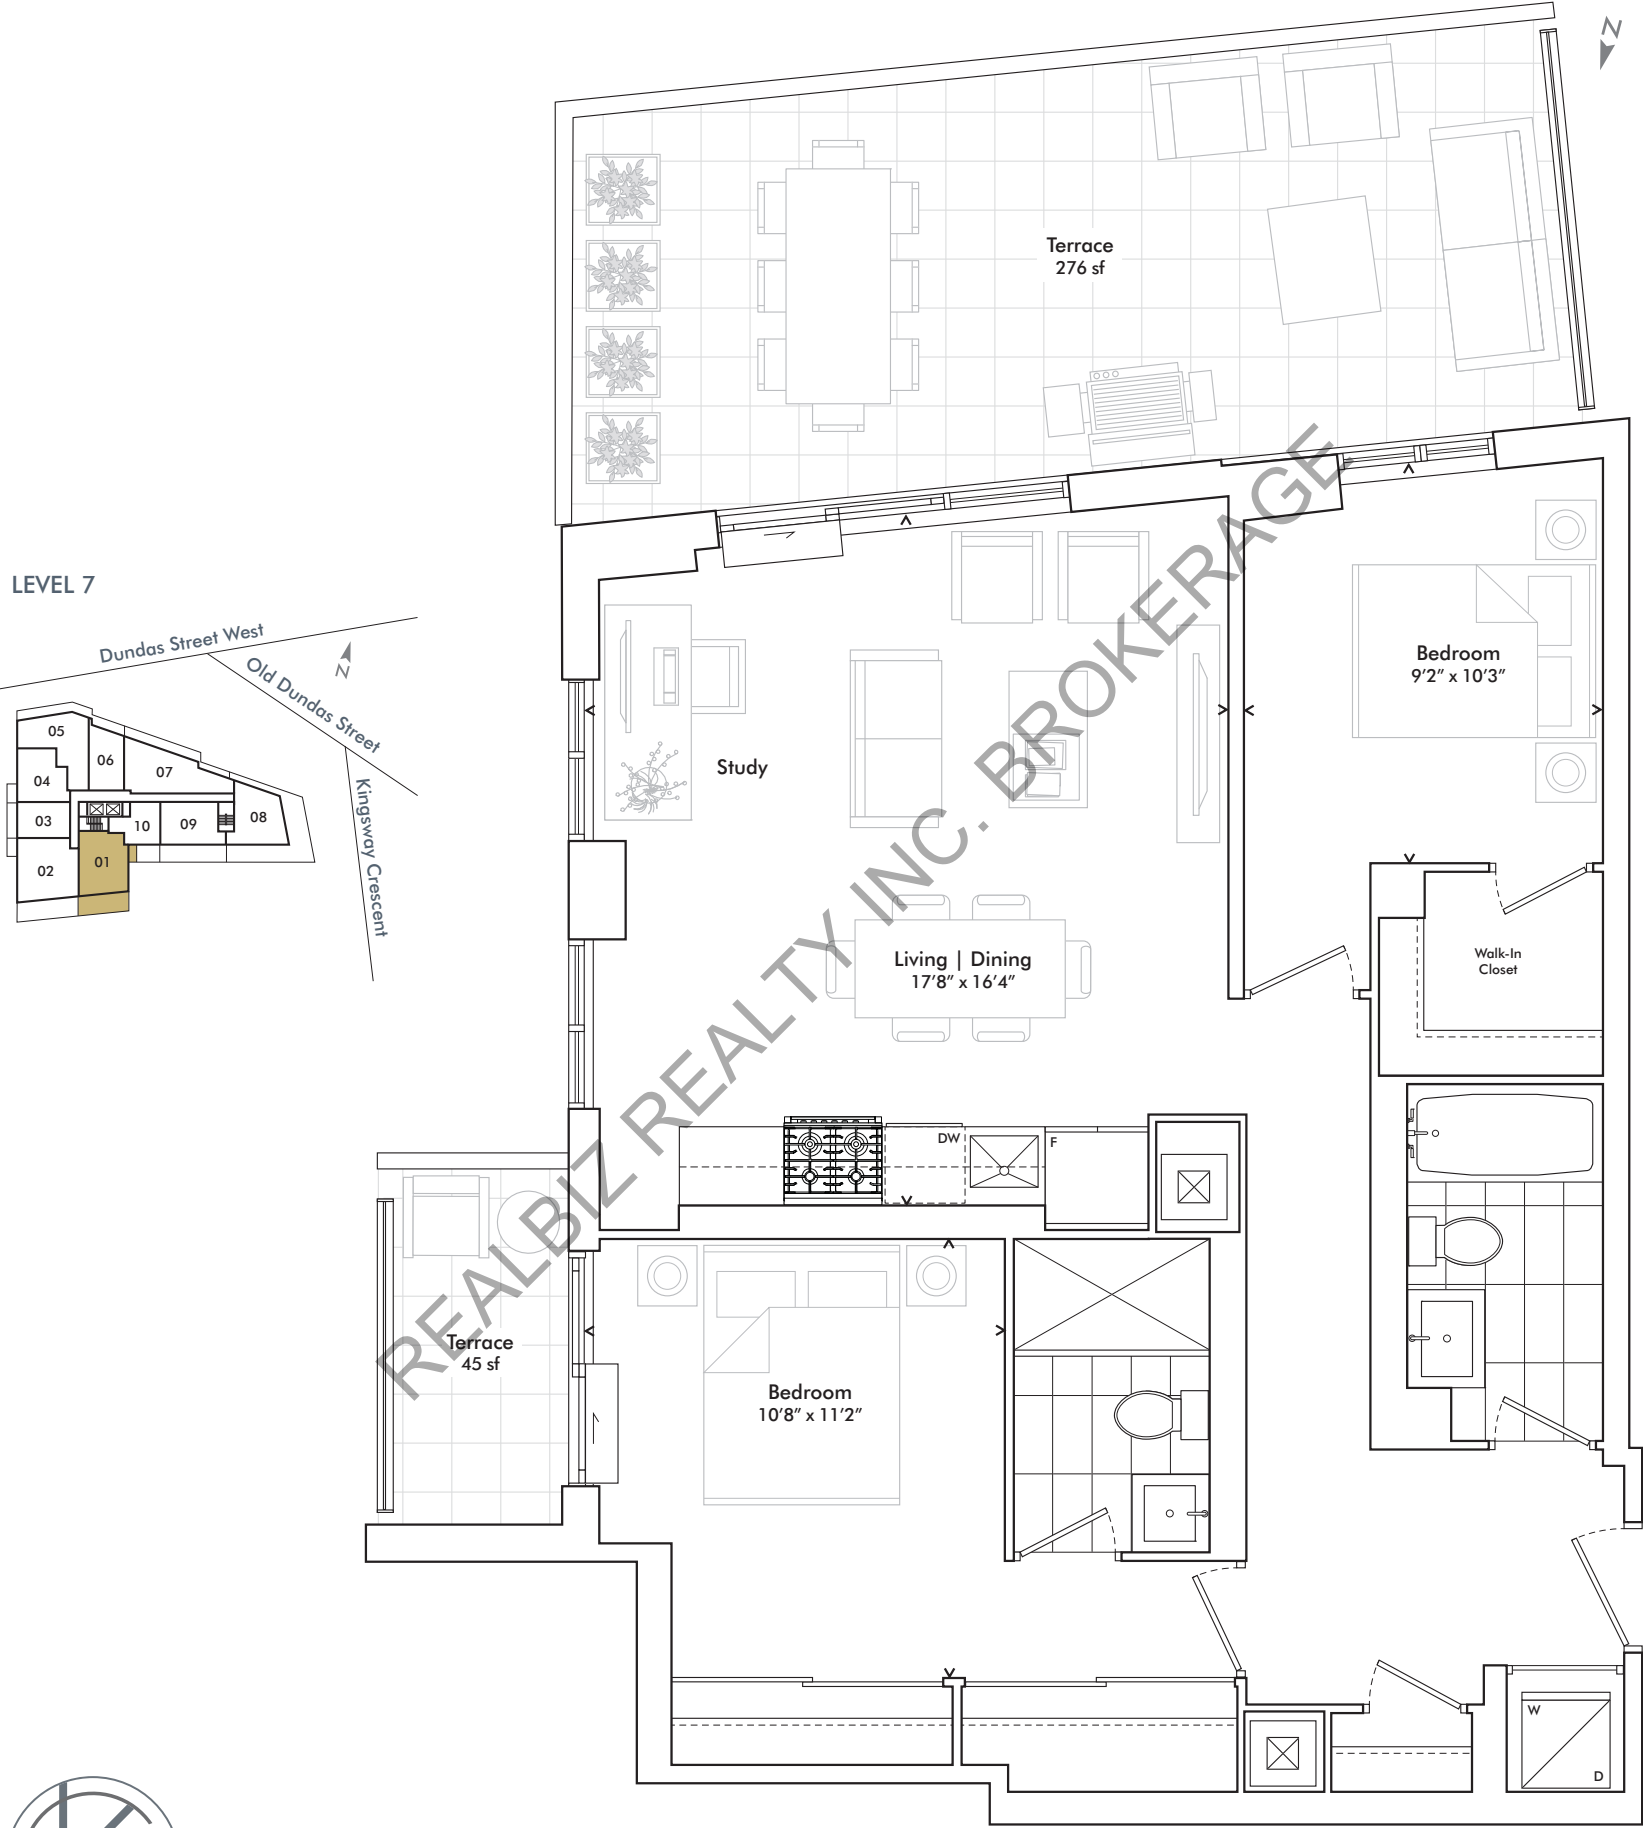 N
Terrace
276 sf
LEVEL 7
Dundas Street West
Old Dundas Street
Kingsway Crescent
N
05
06
07
04
03
10
09
08
02
01
Bedroom
9'2" x 10'3"
Study
Walk-In
Closet
Living | Dining
17'8" x 16'4"
DW
F
Terrace
45 sf
Bedroom
10'8" x 11'2"
W
D
REALBIZ REALTY INC. BROKERAGE.